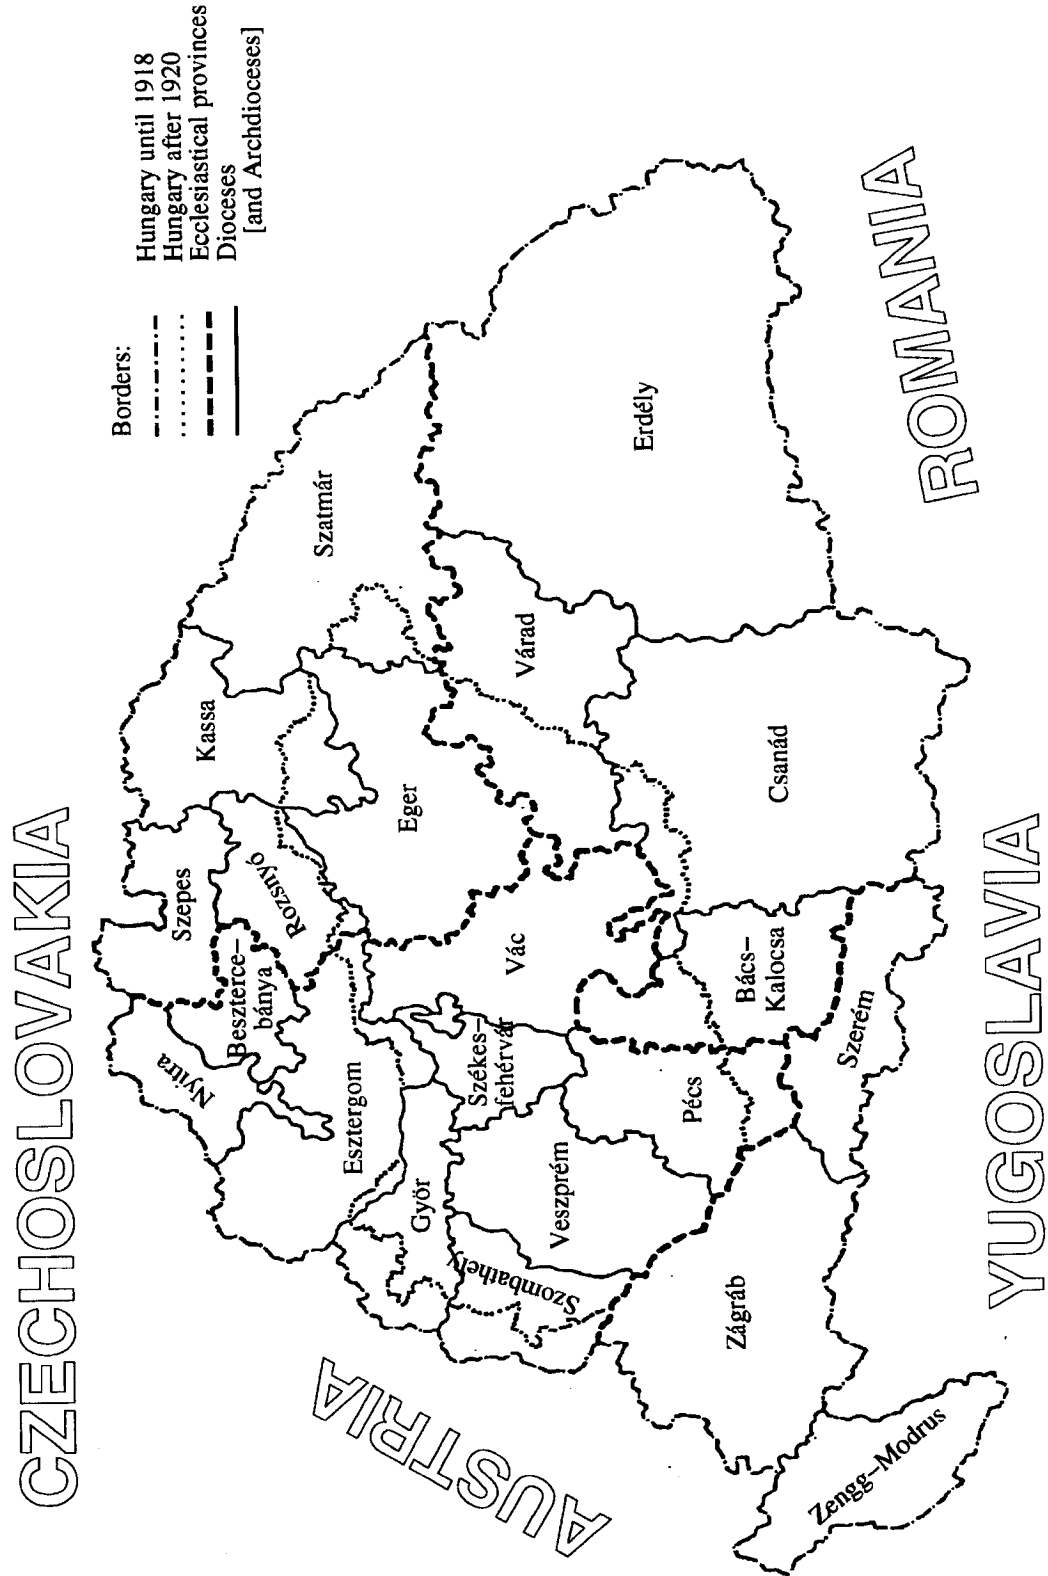 CZECHOSLOVAKIA
Borders:
Hungary until 1918
Hungary after 1920
Ecclesiastical provinces
Dioceses
[and Archdioceses]
AUSTRIA
Nyitra
Szepes
Kassa
Beszterce–
bánya
Rozsnyó
Szatmár
Esztergom
Eger
Győr
Székes–
fehérvár
Vác
Várad
Erdély
Szombathely
Veszprém
Pécs
Bács–
Kalocsa
Csanád
Zágráb
Szerém
Zengg–Modrus
ROMANIA
YUGOSLAVIA